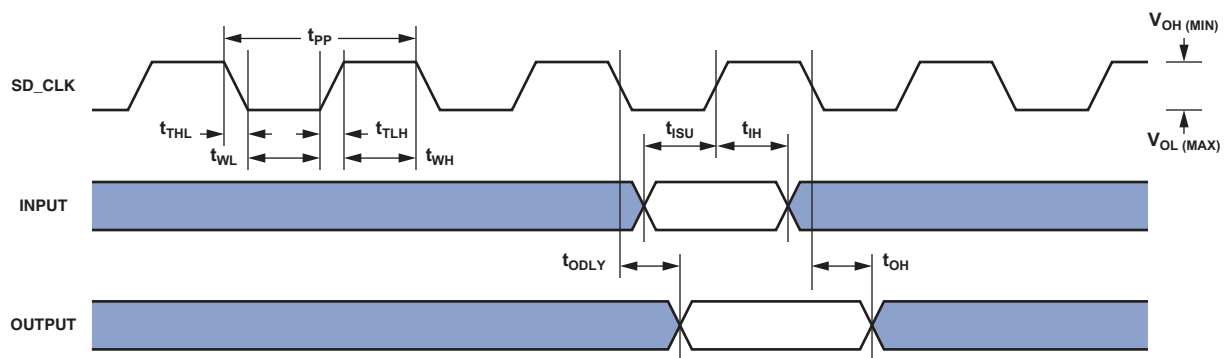 tPP
VOH (MIN)
SD_CLK
tTHL
tTLH
tISU
tIH
tWL
tWH
VOL (MAX)
INPUT
tODLY
tOH
OUTPUT